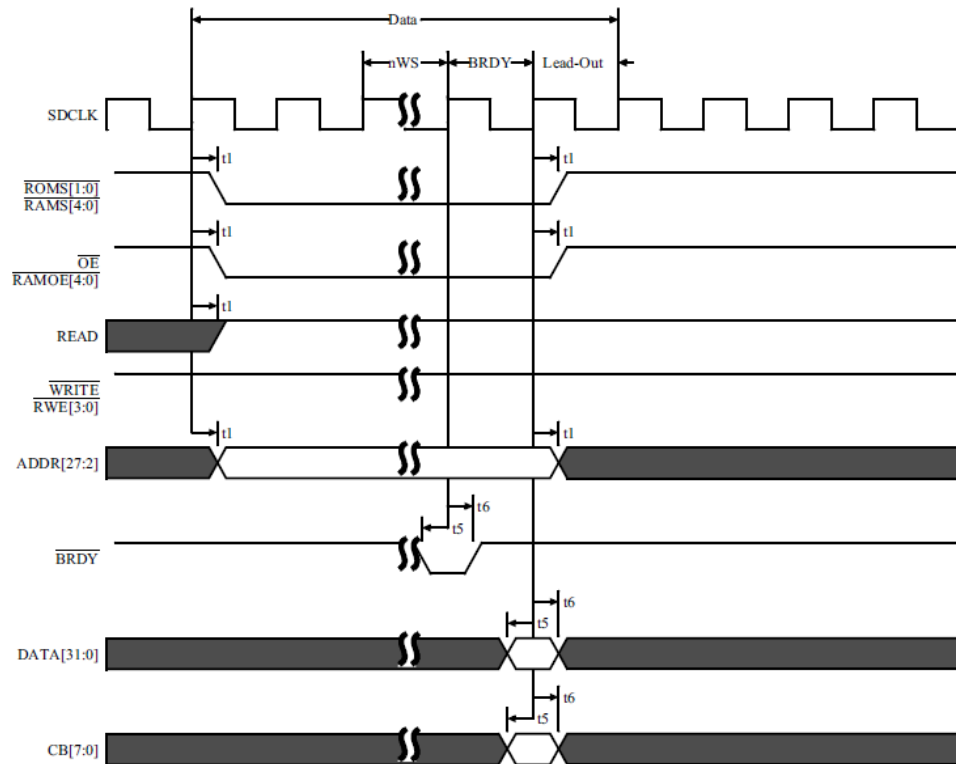 Data
nWS
BRDY
Lead-Out
SDCLK
t1
t1
ROMS[1:0]
RAMS[4:0]
t1
t1
OE
RAMOE[4:0]
t1
READ
WRITE
RWE[3:0]
t1
t1
ADDR[27:2]
t6
t5
BRDY
t6
t5
DATA[31:0]
t6
t5
CB[7:0]